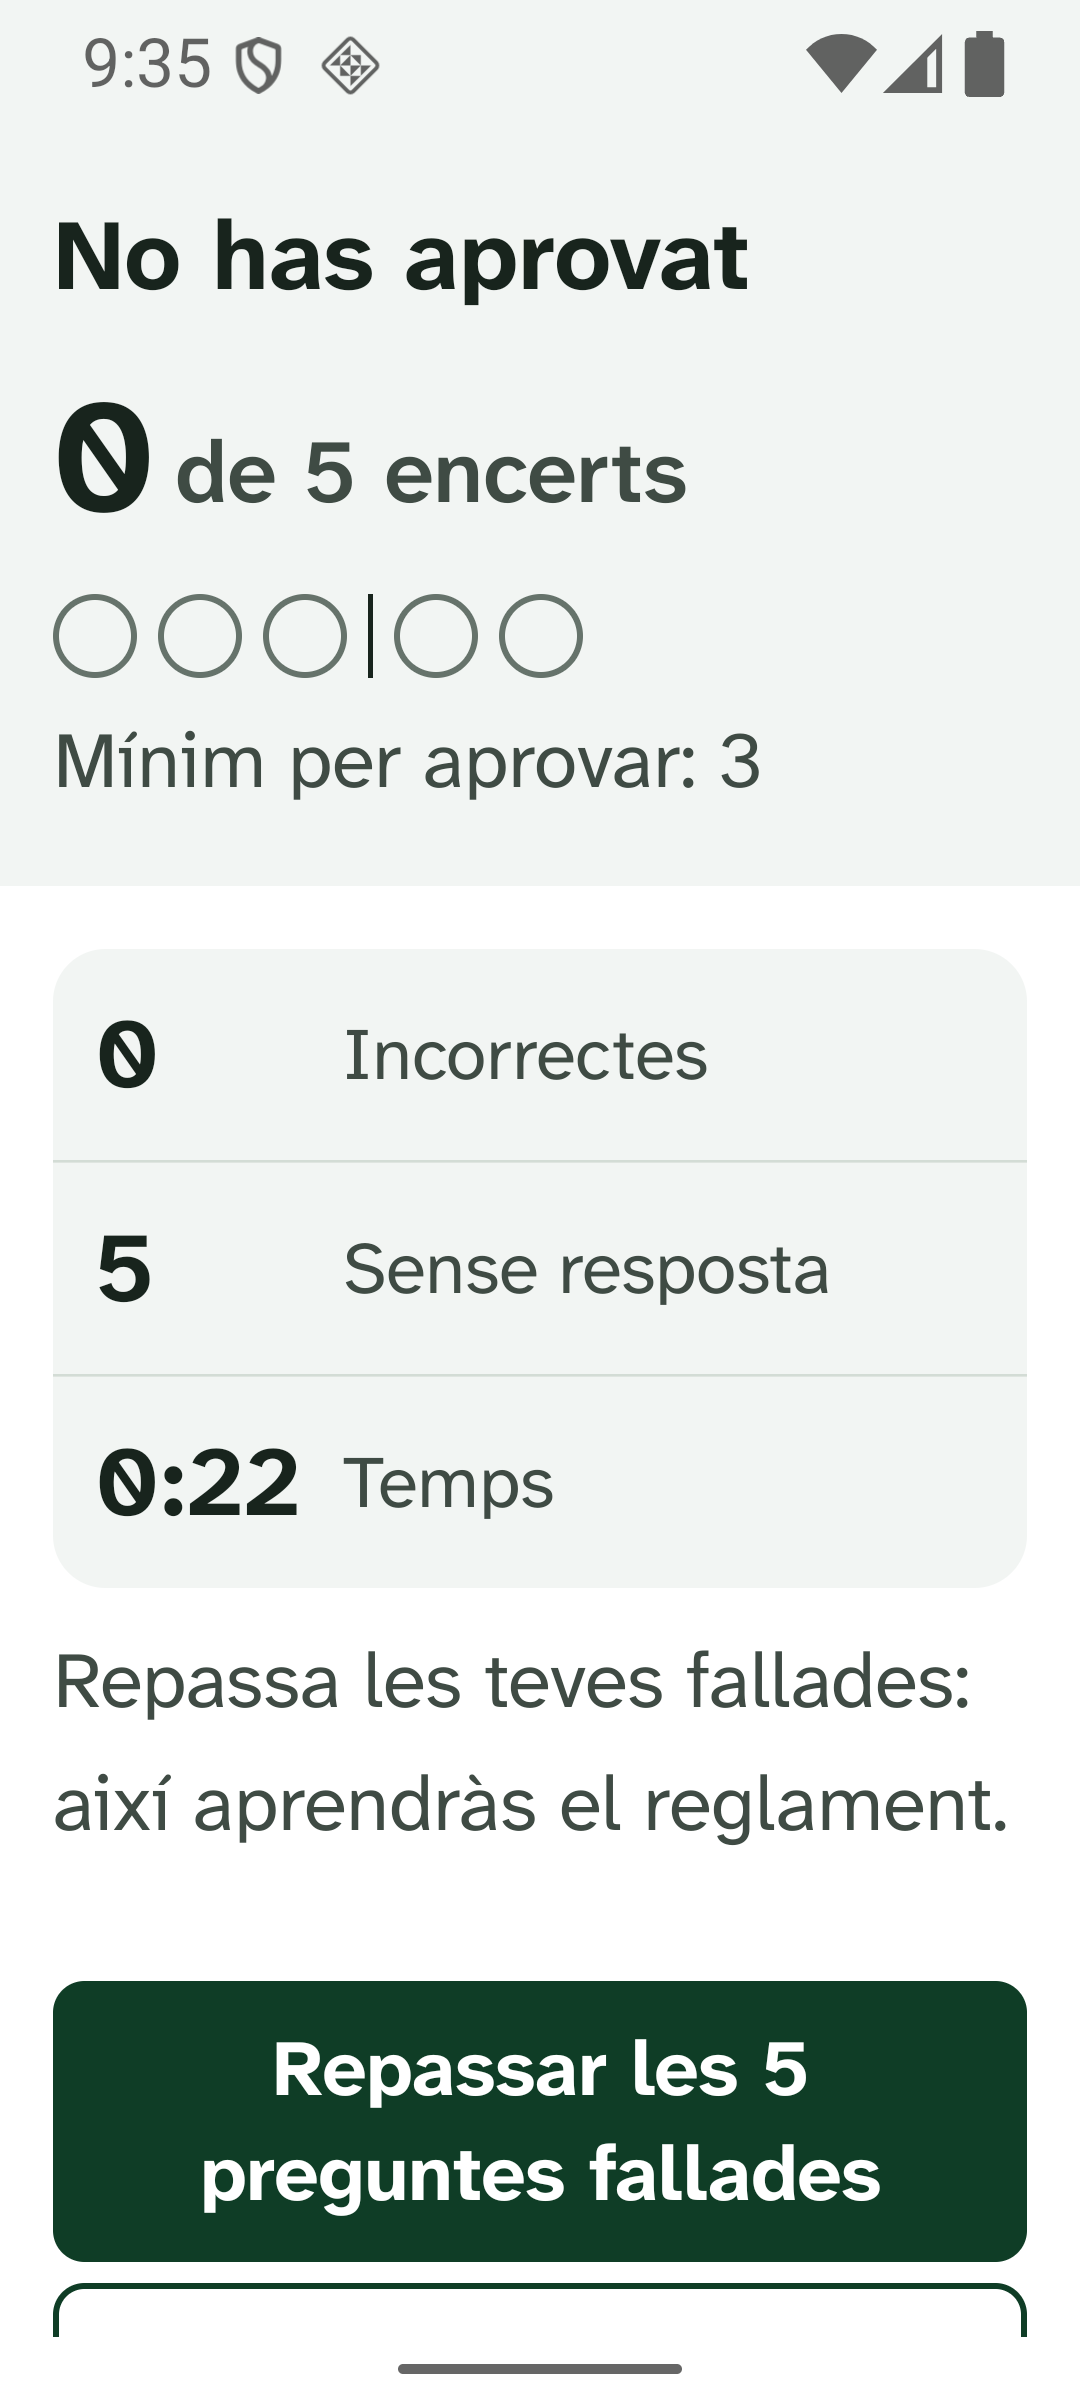 9:35
No has aprovat
0 de 5 encerts
Mínim per aprovar: 3
0 Incorrectes
5 Sense resposta
0:22 Temps
Repassa les teves fallades:
així aprendràs el reglament.
Repassar les 5
preguntes fallades